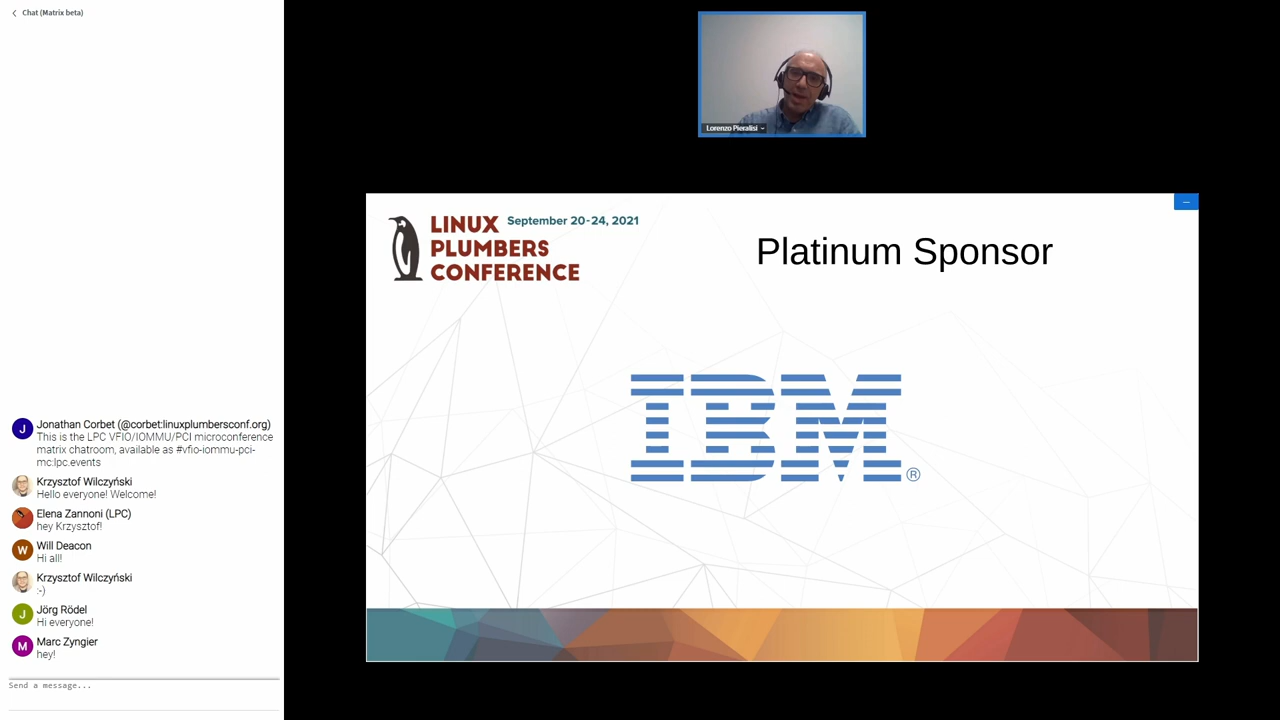 Chat (Matrix beta)
J
Jonathan Corbet (@corbet:linuxplumbersconf.org)
This is the LPC VFIO/IOMMU/PCI microconference
matrix chatroom, available as #vfio-iommu-pci-
mc:lpc.events
Krzysztof Wilczyński
Hello everyone! Welcome!
Elena Zannoni (LPC)
hey Krzysztof!
W
Will Deacon
Hi all!
Krzysztof Wilczyński
:-)
J
Jörg Rödel
Hi everyone!
M
Marc Zyngier
hey!
Send a message...
Lorenzo Pieralisi
LINUX
September 20-24, 2021
PLUMBERS
CONFERENCE
Platinum Sponsor
IBM®